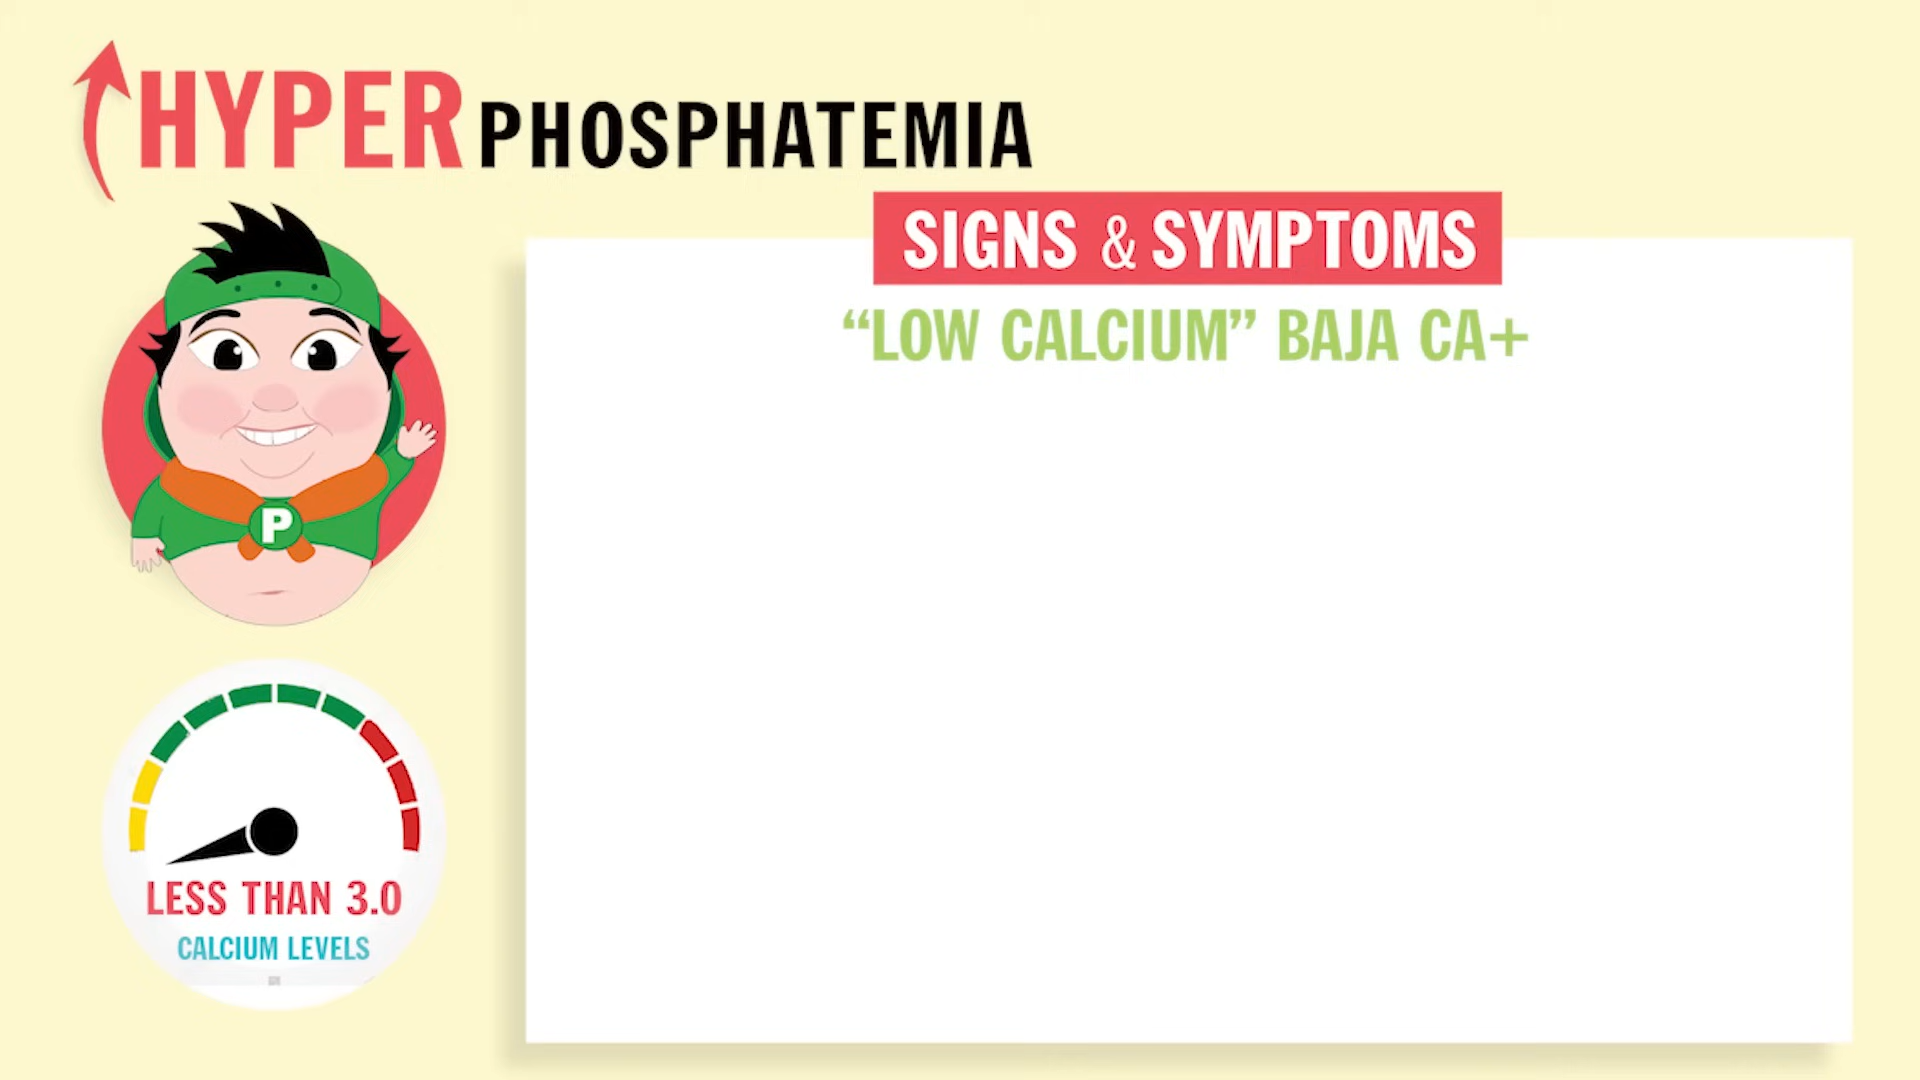 HYPER PHOSPHATEMIA
SIGNS & SYMPTOMS
“LOW CALCIUM” BAJA CA+
P
LESS THAN 3.0
CALCIUM LEVELS